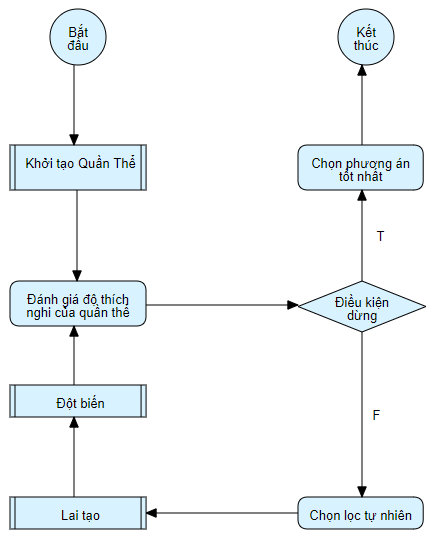 Bắt
đầu
Kết
thúc
Khởi tạo Quần Thể
Chọn phương án
tốt nhất
T
Đánh giá độ thích
nghi của quần thể
Điều kiện
dừng
Đột biến
F
Lai tạo
Chọn lọc tự nhiên